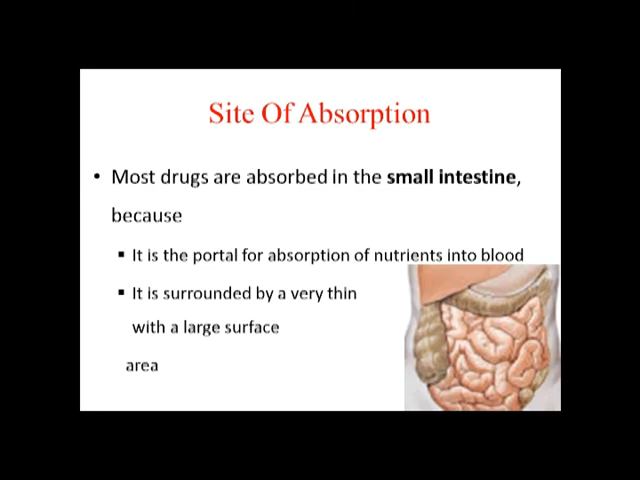 Site Of Absorption
• Most drugs are absorbed in the small intestine,
because
▪ It is the portal for absorption of nutrients into blood
▪ It is surrounded by a very thin
with a large surface
area